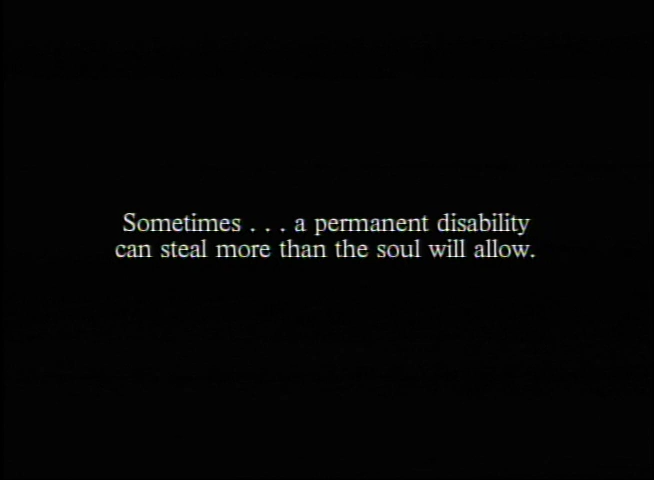 Sometimes . . . a permanent disability
can steal more than the soul will allow.